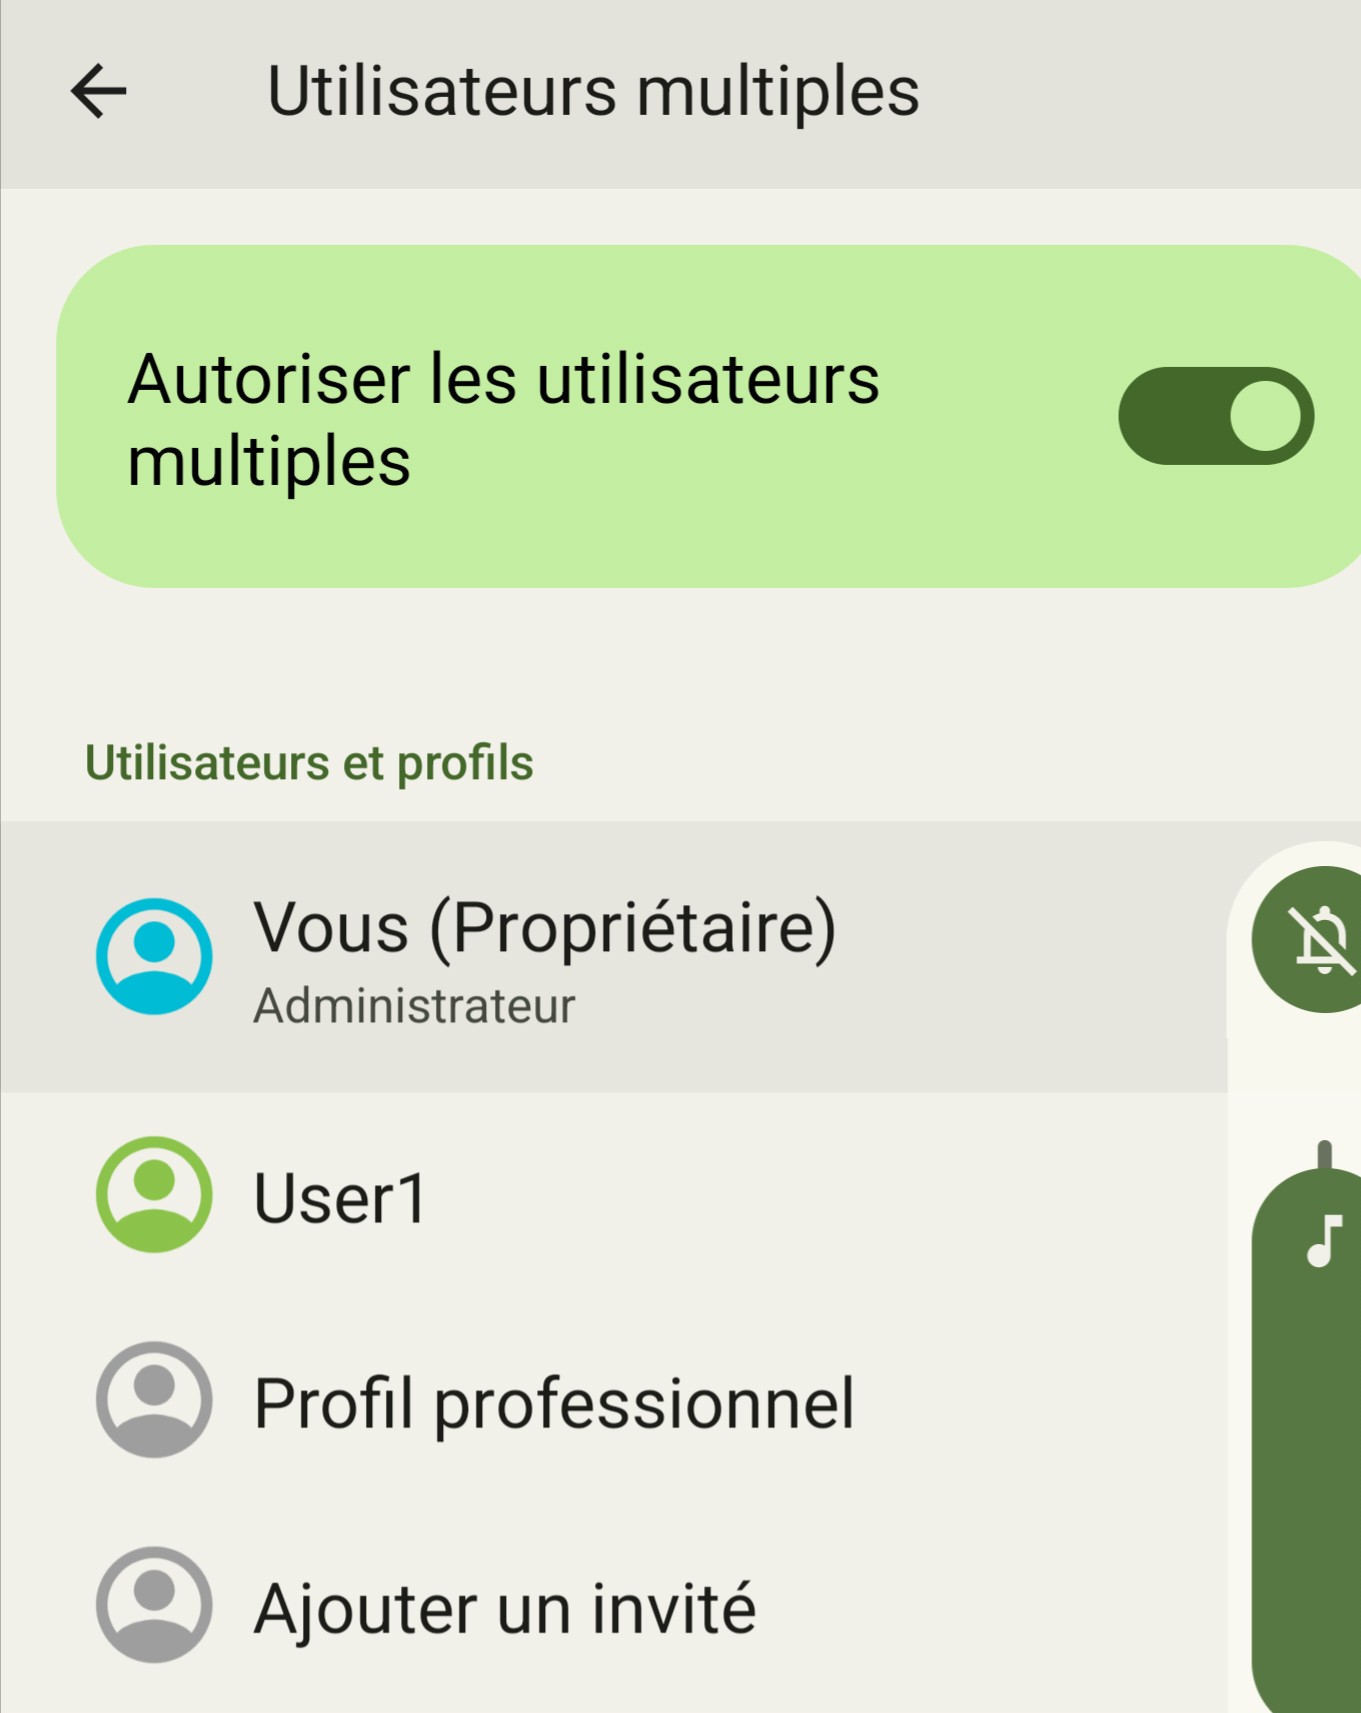 Utilisateurs multiples
Autoriser les utilisateurs
multiples
Utilisateurs et profils
Vous (Propriétaire)
Administrateur
User1
Profil professionnel
Ajouter un invité